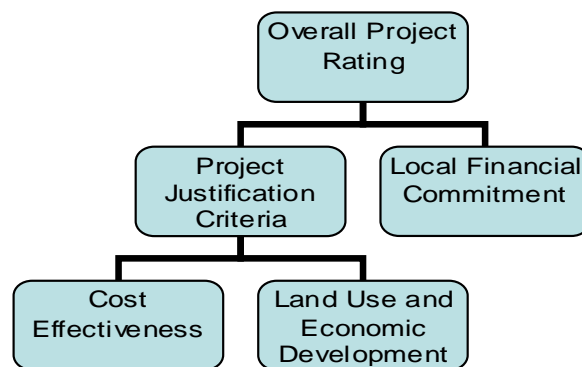 Overall Project
Rating
Project
Justification
Criteria
Local Financial
Commitment
Cost
Effectiveness
Land Use and
Economic
Development